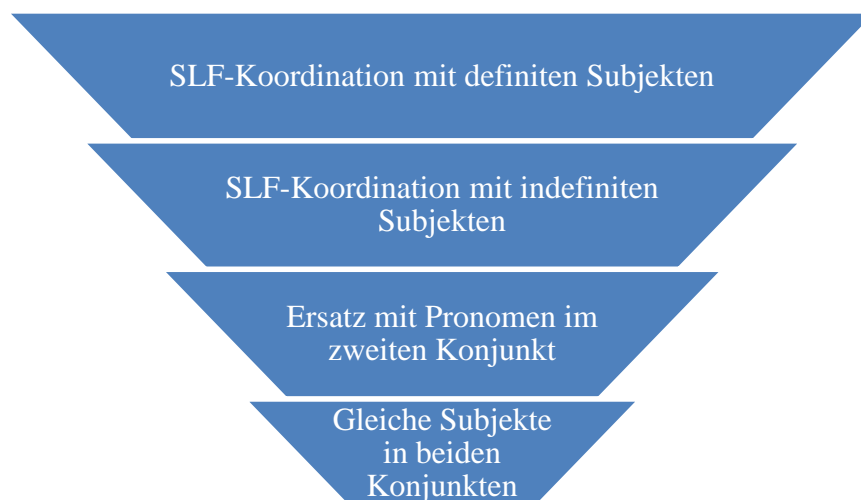 SLF-Koordination mit definiten Subjekten
SLF-Koordination mit indefiniten
Subjekten
Ersatz mit Pronomen im
zweiten Konjunkt
Gleiche Subjekte
in beiden
Konjunkten